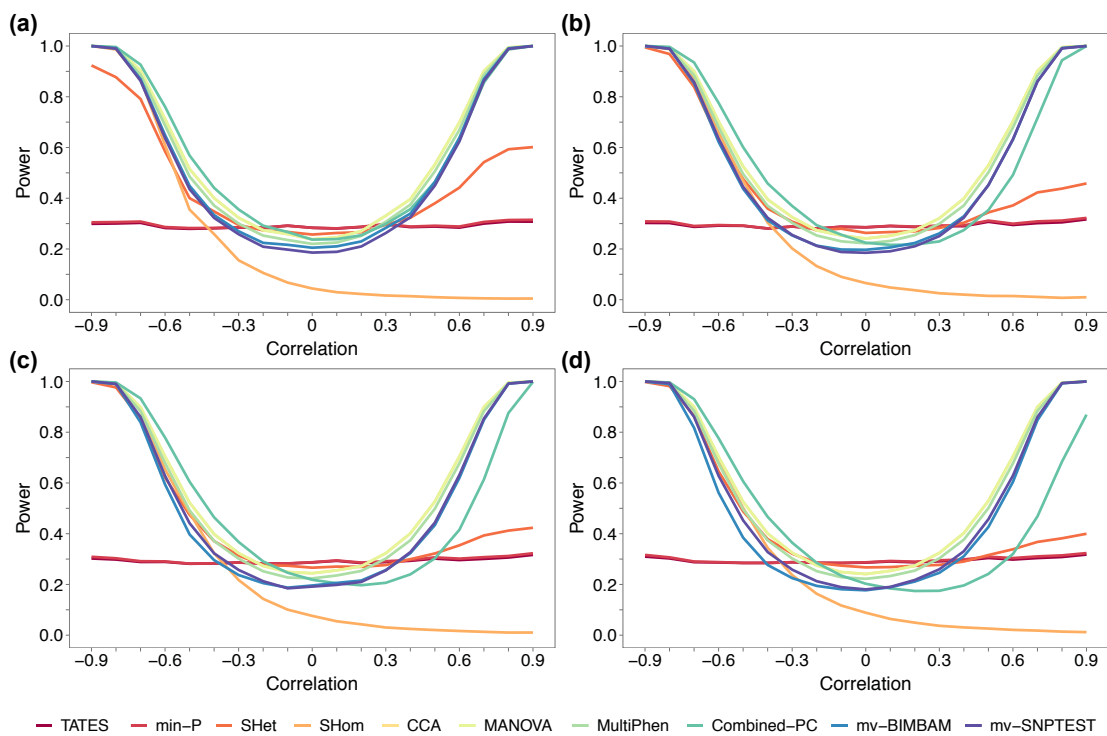 (a)
Power
1.0
0.8
0.6
0.4
0.2
0.0
−0.9 −0.6 −0.3 0 0.3 0.6 0.9
Correlation
(b)
Power
1.0
0.8
0.6
0.4
0.2
0.0
−0.9 −0.6 −0.3 0 0.3 0.6 0.9
Correlation
(c)
Power
1.0
0.8
0.6
0.4
0.2
0.0
−0.9 −0.6 −0.3 0 0.3 0.6 0.9
Correlation
(d)
Power
1.0
0.8
0.6
0.4
0.2
0.0
−0.9 −0.6 −0.3 0 0.3 0.6 0.9
Correlation
TATES min−P SHet SHom CCA MANOVA MultiPhen Combined−PC mv−BIMBAM mv−SNPTEST